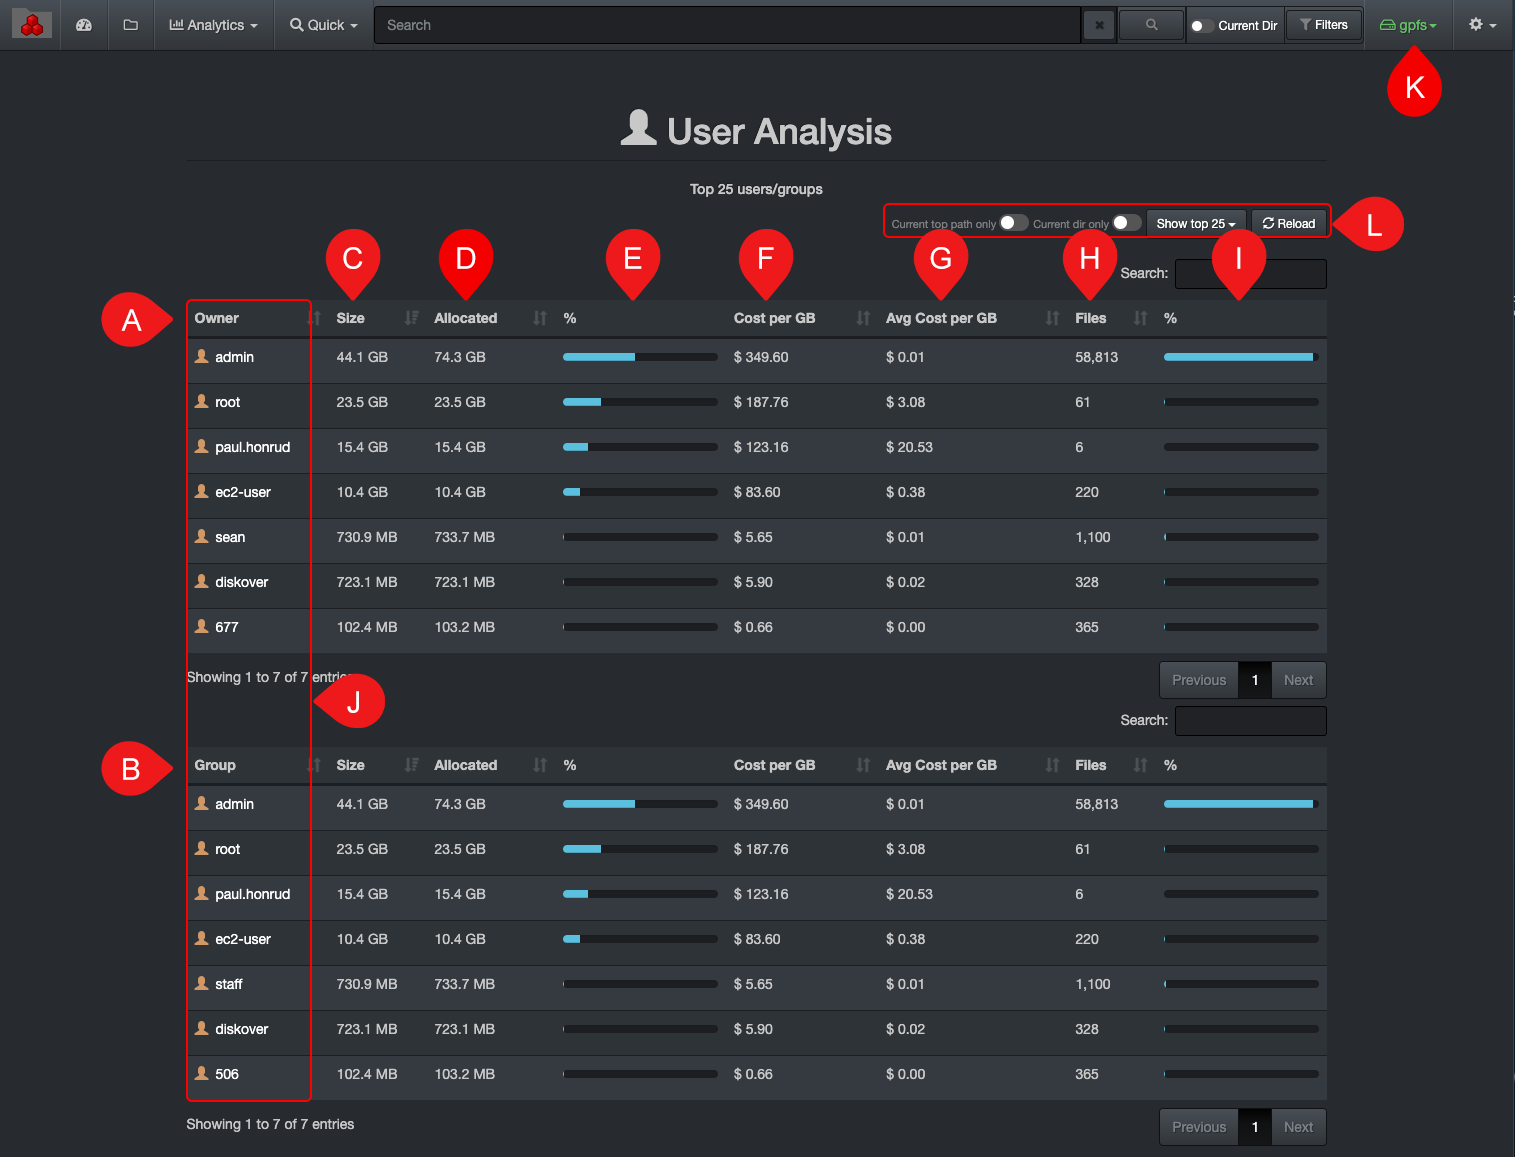 Analytics Quick Search Current Dir Filters gpfs
K
User Analysis
Top 25 users/groups
Current top path only Current dir only Show top 25 Reload
L
C D E F G H I
Search:
A
Owner Size Allocated % Cost per GB Avg Cost per GB Files %
admin 44.1 GB 74.3 GB $ 349.60 $ 0.01 58,813
root 23.5 GB 23.5 GB $ 187.76 $ 3.08 61
paul.honrud 15.4 GB 15.4 GB $ 123.16 $ 20.53 6
ec2-user 10.4 GB 10.4 GB $ 83.60 $ 0.38 220
sean 730.9 MB 733.7 MB $ 5.65 $ 0.01 1,100
diskover 723.1 MB 723.1 MB $ 5.90 $ 0.02 328
677 102.4 MB 103.2 MB $ 0.66 $ 0.00 365
Showing 1 to 7 of 7 entries Previous 1 Next
J
Search:
B
Group Size Allocated % Cost per GB Avg Cost per GB Files %
admin 44.1 GB 74.3 GB $ 349.60 $ 0.01 58,813
root 23.5 GB 23.5 GB $ 187.76 $ 3.08 61
paul.honrud 15.4 GB 15.4 GB $ 123.16 $ 20.53 6
ec2-user 10.4 GB 10.4 GB $ 83.60 $ 0.38 220
staff 730.9 MB 733.7 MB $ 5.65 $ 0.01 1,100
diskover 723.1 MB 723.1 MB $ 5.90 $ 0.02 328
506 102.4 MB 103.2 MB $ 0.66 $ 0.00 365
Showing 1 to 7 of 7 entries Previous 1 Next